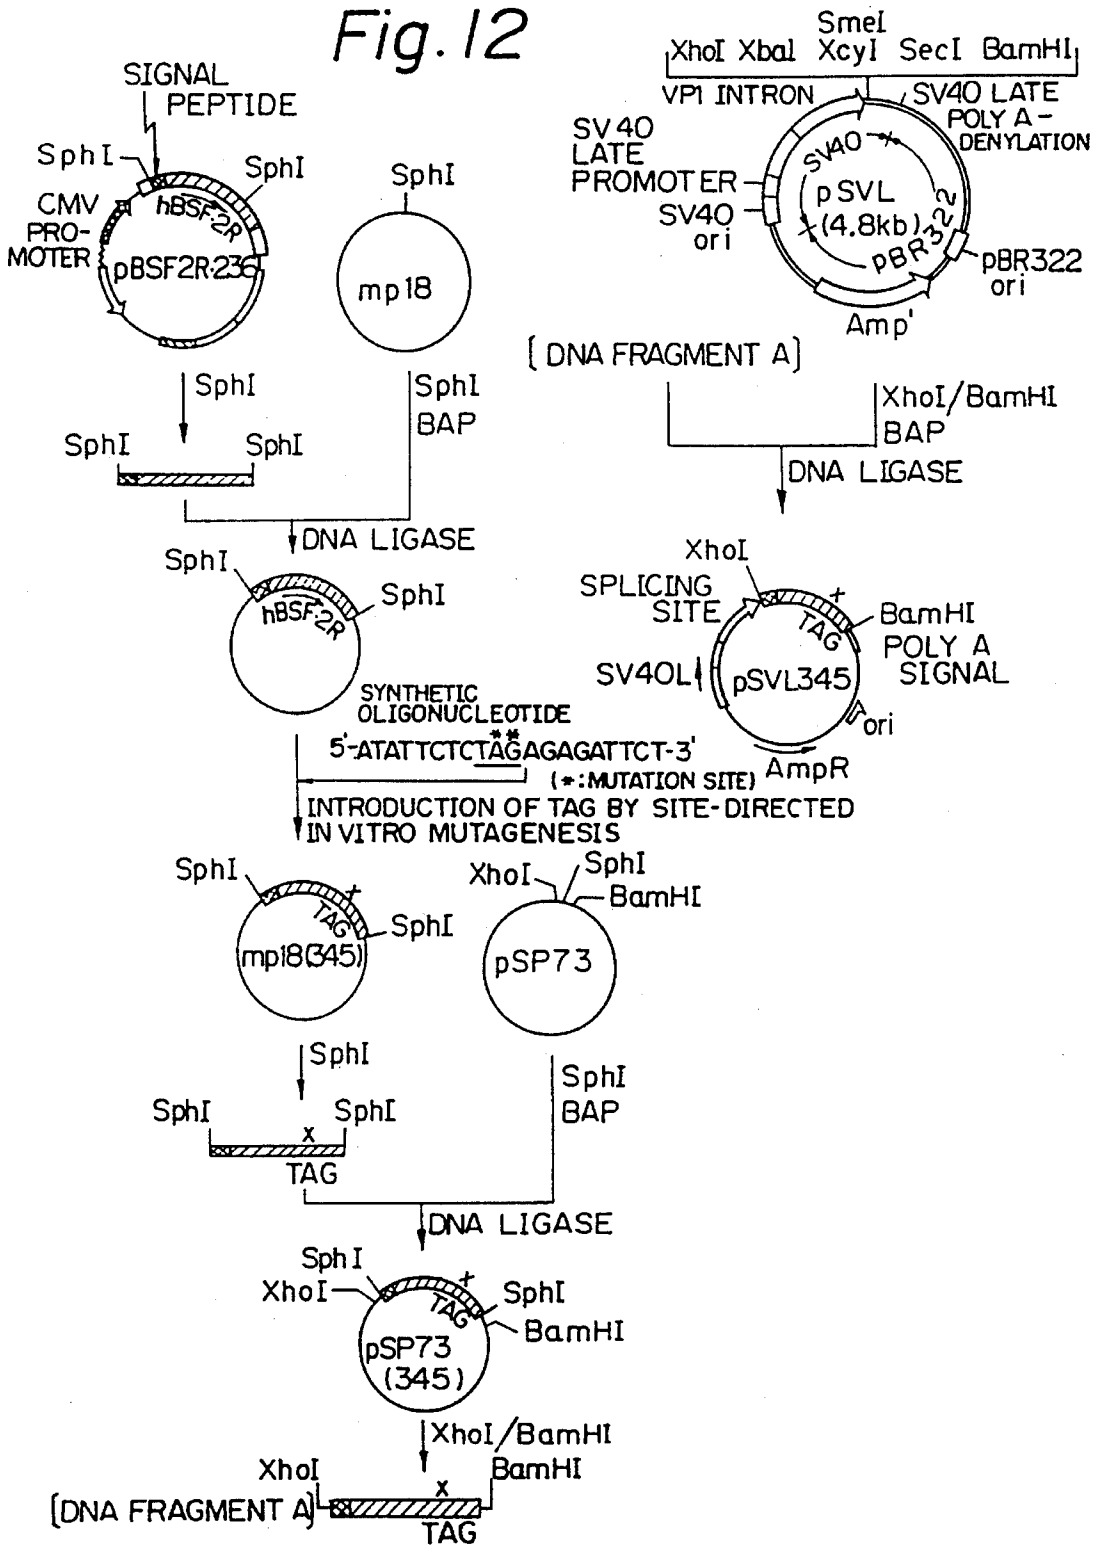 Fig. 12
SIGNAL
PEPTIDE
SphI
SphI
CMV
PRO-
MOTER
hBSF·2R
pBSF2R·236
SphI
mp18
SmeI
XhoI XbaI XcyI SecI BamHI
VP1 INTRON
SV40 LATE
POLY A-
DENYLATION
SV40
LATE
PROMOTER
SV40
ori
SV40
pSVL
(4.8kb)
pBR322
pBR322
ori
Amp'
SphI
SphI
BAP
SphI
SphI
DNA LIGASE
[DNA FRAGMENT A]
XhoI/BamHI
BAP
DNA LIGASE
SphI
SphI
hBSF·2R
XhoI
SPLICING
SITE
x
TAG
BamHI
POLY A
SIGNAL
SV40L
pSVL345
ori
AmpR
SYNTHETIC
OLIGONUCLEOTIDE
**
5'-ATATTCTCTAGAGAGATTCT-3'
(*:MUTATION SITE)
INTRODUCTION OF TAG BY SITE-DIRECTED
IN VITRO MUTAGENESIS
SphI
x
TAG
SphI
mp18(345)
XhoI
SphI
BamHI
pSP73
SphI
SphI
BAP
SphI
SphI
x
TAG
DNA LIGASE
SphI
XhoI
x
TAG
SphI
BamHI
pSP73
(345)
XhoI/BamHI
XhoI
BamHI
x
[DNA FRAGMENT A]
TAG